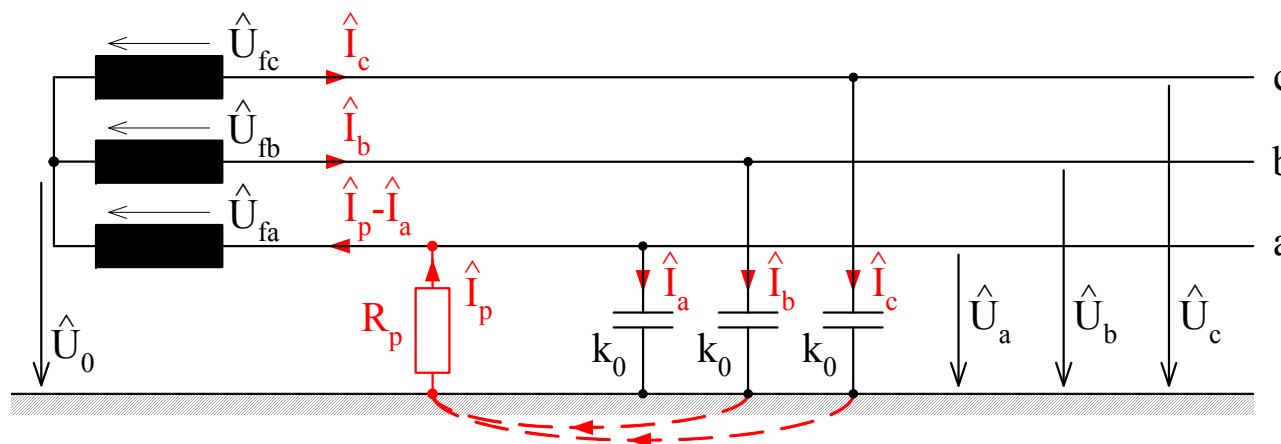 Û_fc Î_c c
Û_fb Î_b b
Û_fa Î_p-Î_a a
Û_0 R_p Î_p Î_a Î_b Î_c Û_a Û_b Û_c
k_0 k_0 k_0